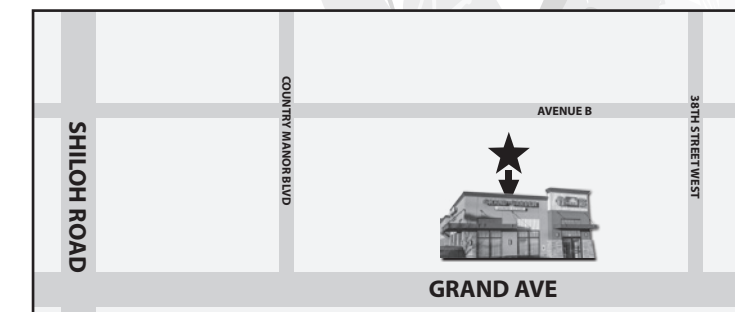 SHILOH ROAD
COUNTRY MANOR BLVD
AVENUE B
38TH STREET WEST
GRAND AVE